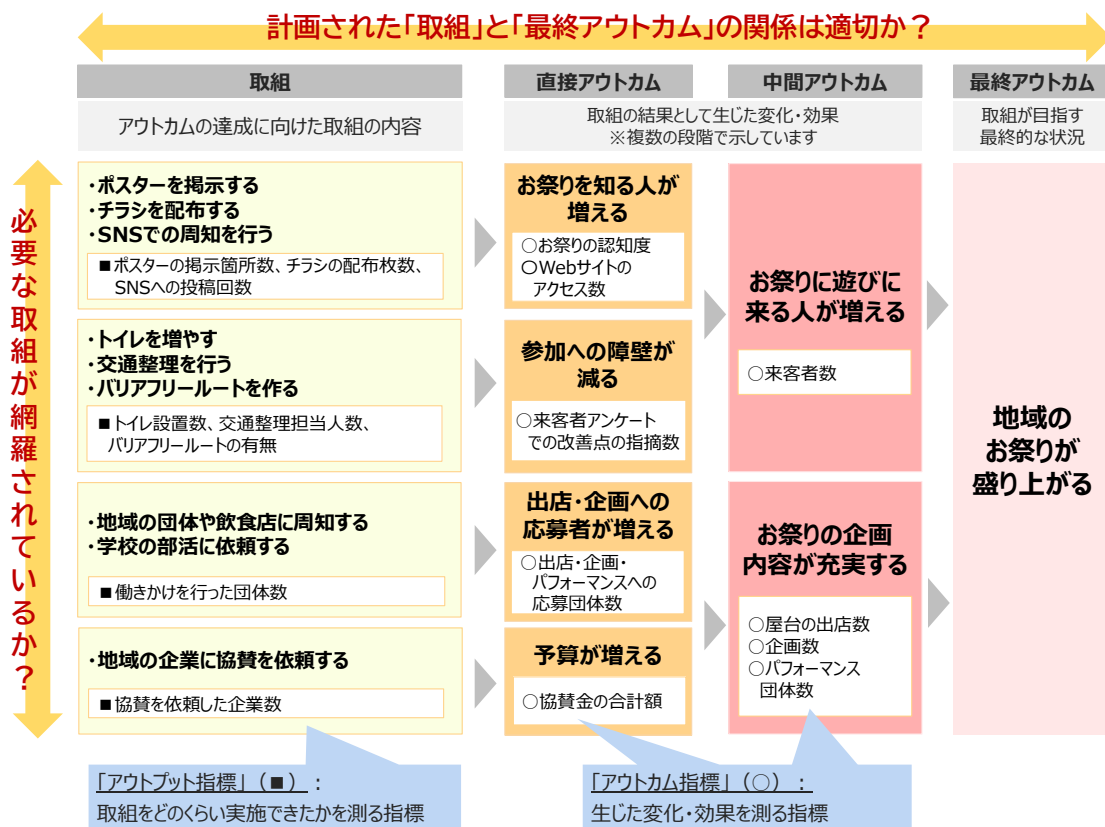 計画された「取組」と「最終アウトカム」の関係は適切か？
必要な取組が網羅されているか？
取組
直接アウトカム
中間アウトカム
最終アウトカム
アウトカムの達成に向けた取組の内容
取組の結果として生じた変化・効果
※複数の段階で示しています
取組が目指す
最終的な状況
・ポスターを掲示する
・チラシを配布する
・SNSでの周知を行う
■ポスターの掲示箇所数、チラシの配布枚数、
SNSへの投稿回数
お祭りを知る人が
増える
○お祭りの認知度
○Webサイトの
アクセス数
・トイレを増やす
・交通整理を行う
・バリアフリールートを作る
■トイレ設置数、交通整理担当人数、
バリアフリールートの有無
参加への障壁が
減る
○来客者アンケート
での改善点の指摘数
お祭りに遊びに
来る人が増える
○来客者数
・地域の団体や飲食店に周知する
・学校の部活に依頼する
■働きかけを行った団体数
出店・企画への
応募者が増える
○出店・企画・
パフォーマンスへの
応募団体数
・地域の企業に協賛を依頼する
■協賛を依頼した企業数
予算が増える
○協賛金の合計額
お祭りの企画
内容が充実する
○屋台の出店数
○企画数
○パフォーマンス
団体数
地域の
お祭りが
盛り上がる
「アウトプット指標」（■）：
取組をどのくらい実施できたかを測る指標
「アウトカム指標」（○）：
生じた変化・効果を測る指標